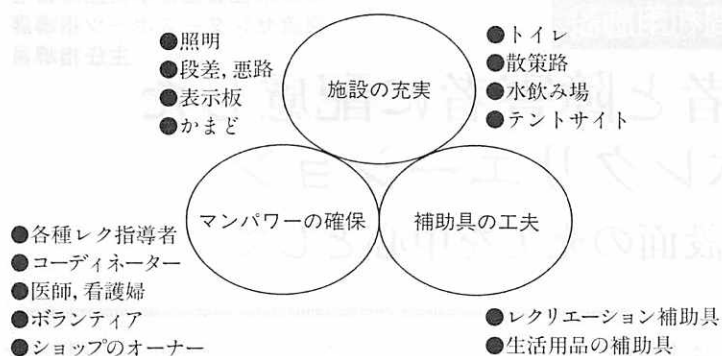 ●照明
●段差, 悪路
●表示板
●かまど
施設の充実
●トイレ
●散策路
●水飲み場
●テントサイト
マンパワーの確保
補助具の工夫
●各種レク指導者
●コーディネーター
●医師, 看護婦
●ボランティア
●ショップのオーナー
●レクリエーション補助具
●生活用品の補助具